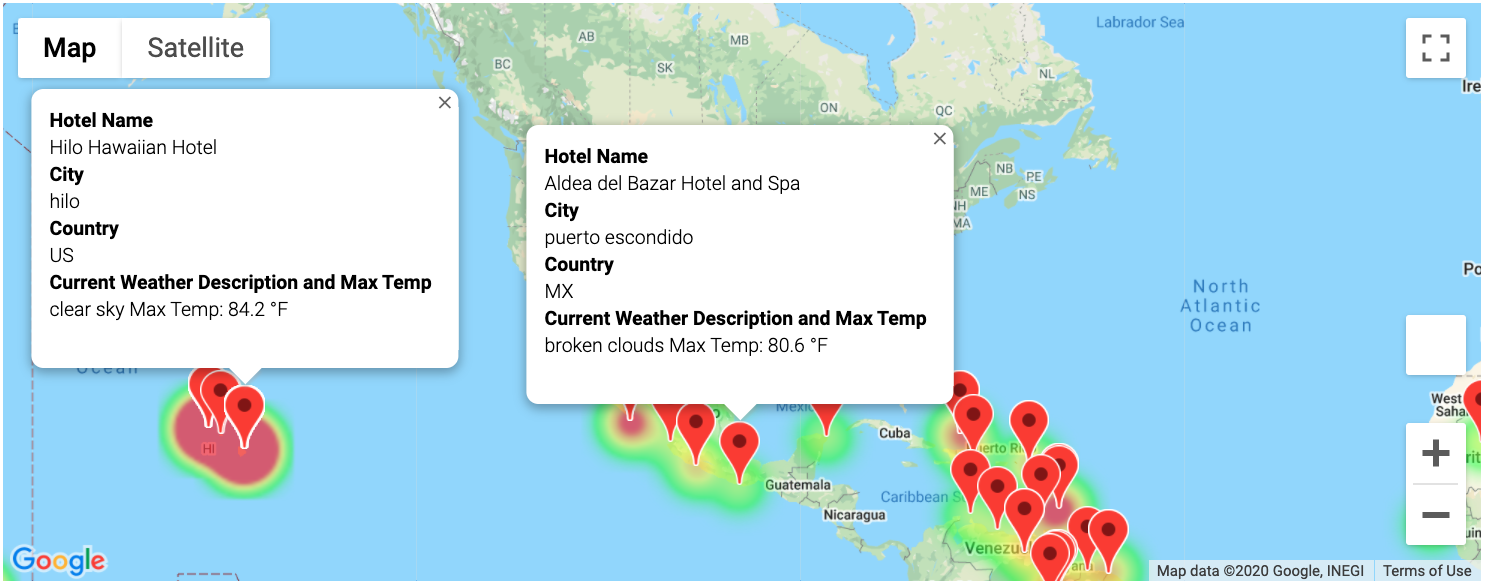 Map
Satellite
Hotel Name
Hilo Hawaiian Hotel
City
hilo
Country
US
Current Weather Description and Max Temp
clear sky Max Temp: 84.2 °F
Hotel Name
Aldea del Bazar Hotel and Spa
City
puerto escondido
Country
MX
Current Weather Description and Max Temp
broken clouds Max Temp: 80.6 °F
Labrador Sea
AB
MB
BC
SK
NL
ON
QC
NB
PE
ME
NS
NH
MA
Ire
Po
North
Atlantic
Ocean
Ocean
HI
Mexico
Cuba
Puerto Ri
West
Saha
Guatemala
Caribbean S
Nicaragua
Venezu
Google
Map data ©2020 Google, INEGI
Terms of Use